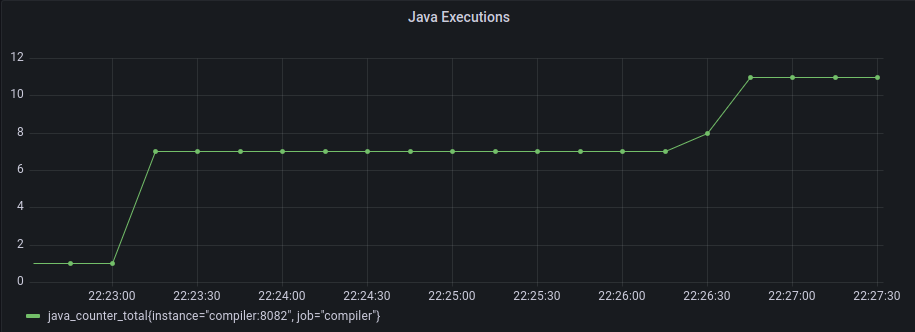 Java Executions
12
10
8
6
4
2
0
22:23:00 22:23:30 22:24:00 22:24:30 22:25:00 22:25:30 22:26:00 22:26:30 22:27:00 22:27:30
java_counter_total{instance="compiler:8082", job="compiler"}